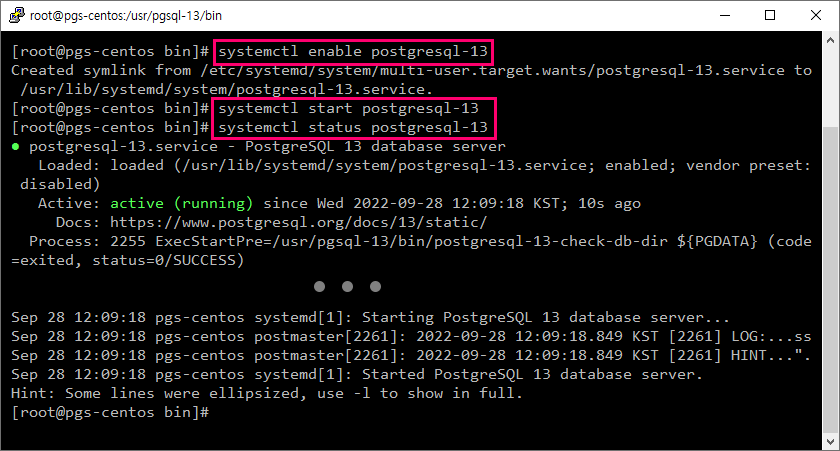 root@pgs-centos:/usr/pgsql-13/bin
[root@pgs-centos bin]# systemctl enable postgresql-13
Created symlink from /etc/systemd/system/multi-user.target.wants/postgresql-13.service to
/usr/lib/systemd/system/postgresql-13.service.
[root@pgs-centos bin]# systemctl start postgresql-13
[root@pgs-centos bin]# systemctl status postgresql-13
● postgresql-13.service - PostgreSQL 13 database server
Loaded: loaded (/usr/lib/systemd/system/postgresql-13.service; enabled; vendor preset:
disabled)
Active: active (running) since Wed 2022-09-28 12:09:18 KST; 10s ago
Docs: https://www.postgresql.org/docs/13/static/
Process: 2255 ExecStartPre=/usr/pgsql-13/bin/postgresql-13-check-db-dir ${PGDATA} (code
=exited, status=0/SUCCESS)
● ● ●
Sep 28 12:09:18 pgs-centos systemd[1]: Starting PostgreSQL 13 database server...
Sep 28 12:09:18 pgs-centos postmaster[2261]: 2022-09-28 12:09:18.849 KST [2261] LOG:...ss
Sep 28 12:09:18 pgs-centos postmaster[2261]: 2022-09-28 12:09:18.849 KST [2261] HINT...".
Sep 28 12:09:18 pgs-centos systemd[1]: Started PostgreSQL 13 database server.
Hint: Some lines were ellipsized, use -l to show in full.
[root@pgs-centos bin]#